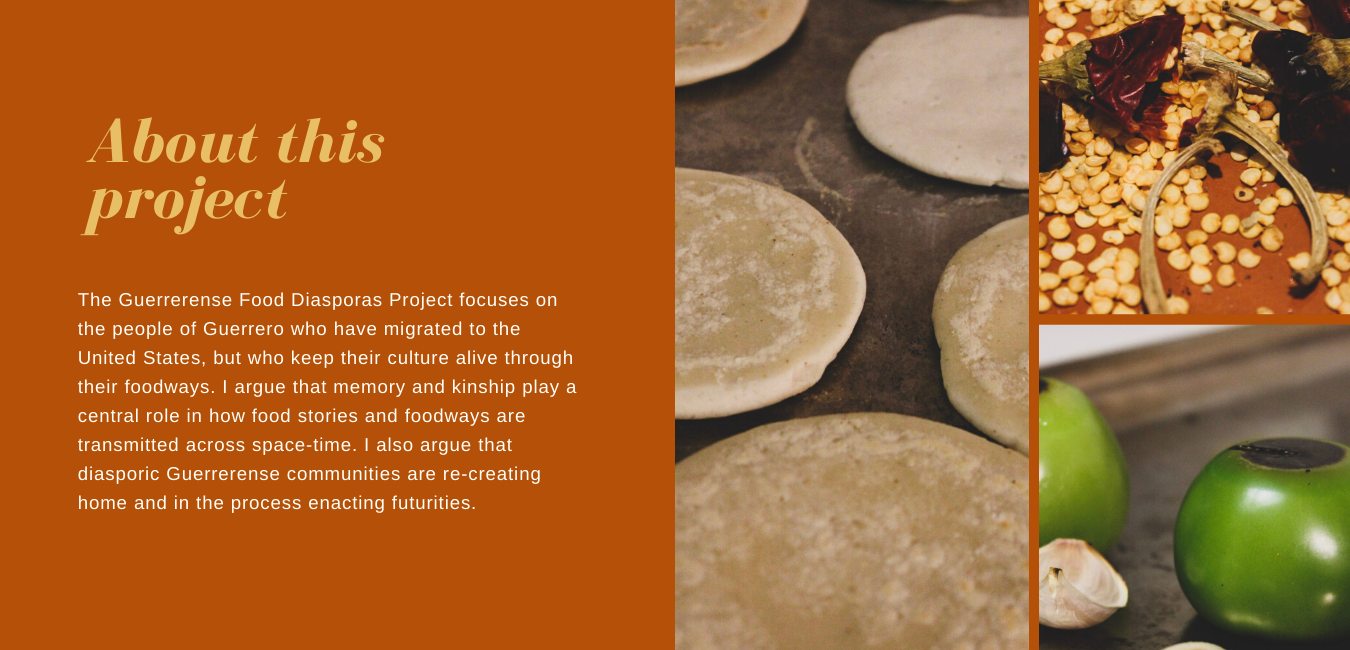 About this
project
The Guerrerense Food Diasporas Project focuses on
the people of Guerrero who have migrated to the
United States, but who keep their culture alive through
their foodways. I argue that memory and kinship play a
central role in how food stories and foodways are
transmitted across space-time. I also argue that
diasporic Guerrerense communities are re-creating
home and in the process enacting futurities.